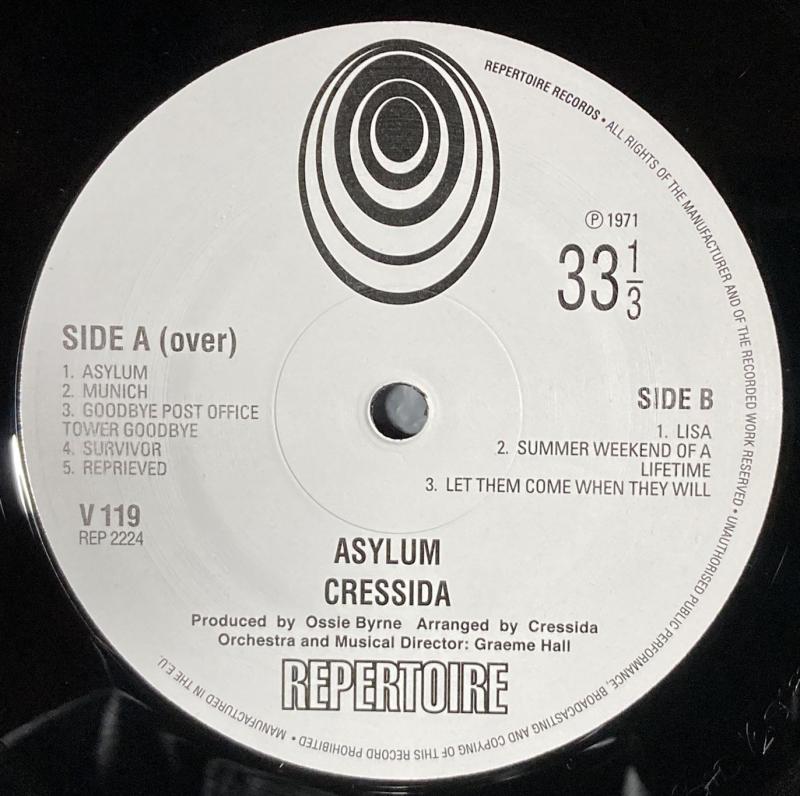 REPERTOIRE RECORDS • ALL RIGHTS OF THE MANUFACTURER AND OF THE RECORDED WORK RESERVED • UNAUTHORISED PUBLIC PERFORMANCE, BROADCASTING AND COPYING OF THIS RECORD PROHIBITED • MANUFACTURED IN THE E.U.
℗ 1971
33 1/3
SIDE A (over)
1. ASYLUM
2. MUNICH
3. GOODBYE POST OFFICE
TOWER GOODBYE
4. SURVIVOR
5. REPRIEVED
V 119
REP 2224
SIDE B
1. LISA
2. SUMMER WEEKEND OF A
LIFETIME
3. LET THEM COME WHEN THEY WILL
ASYLUM
CRESSIDA
Produced by Ossie Byrne Arranged by Cressida
Orchestra and Musical Director: Graeme Hall
REPERTOIRE